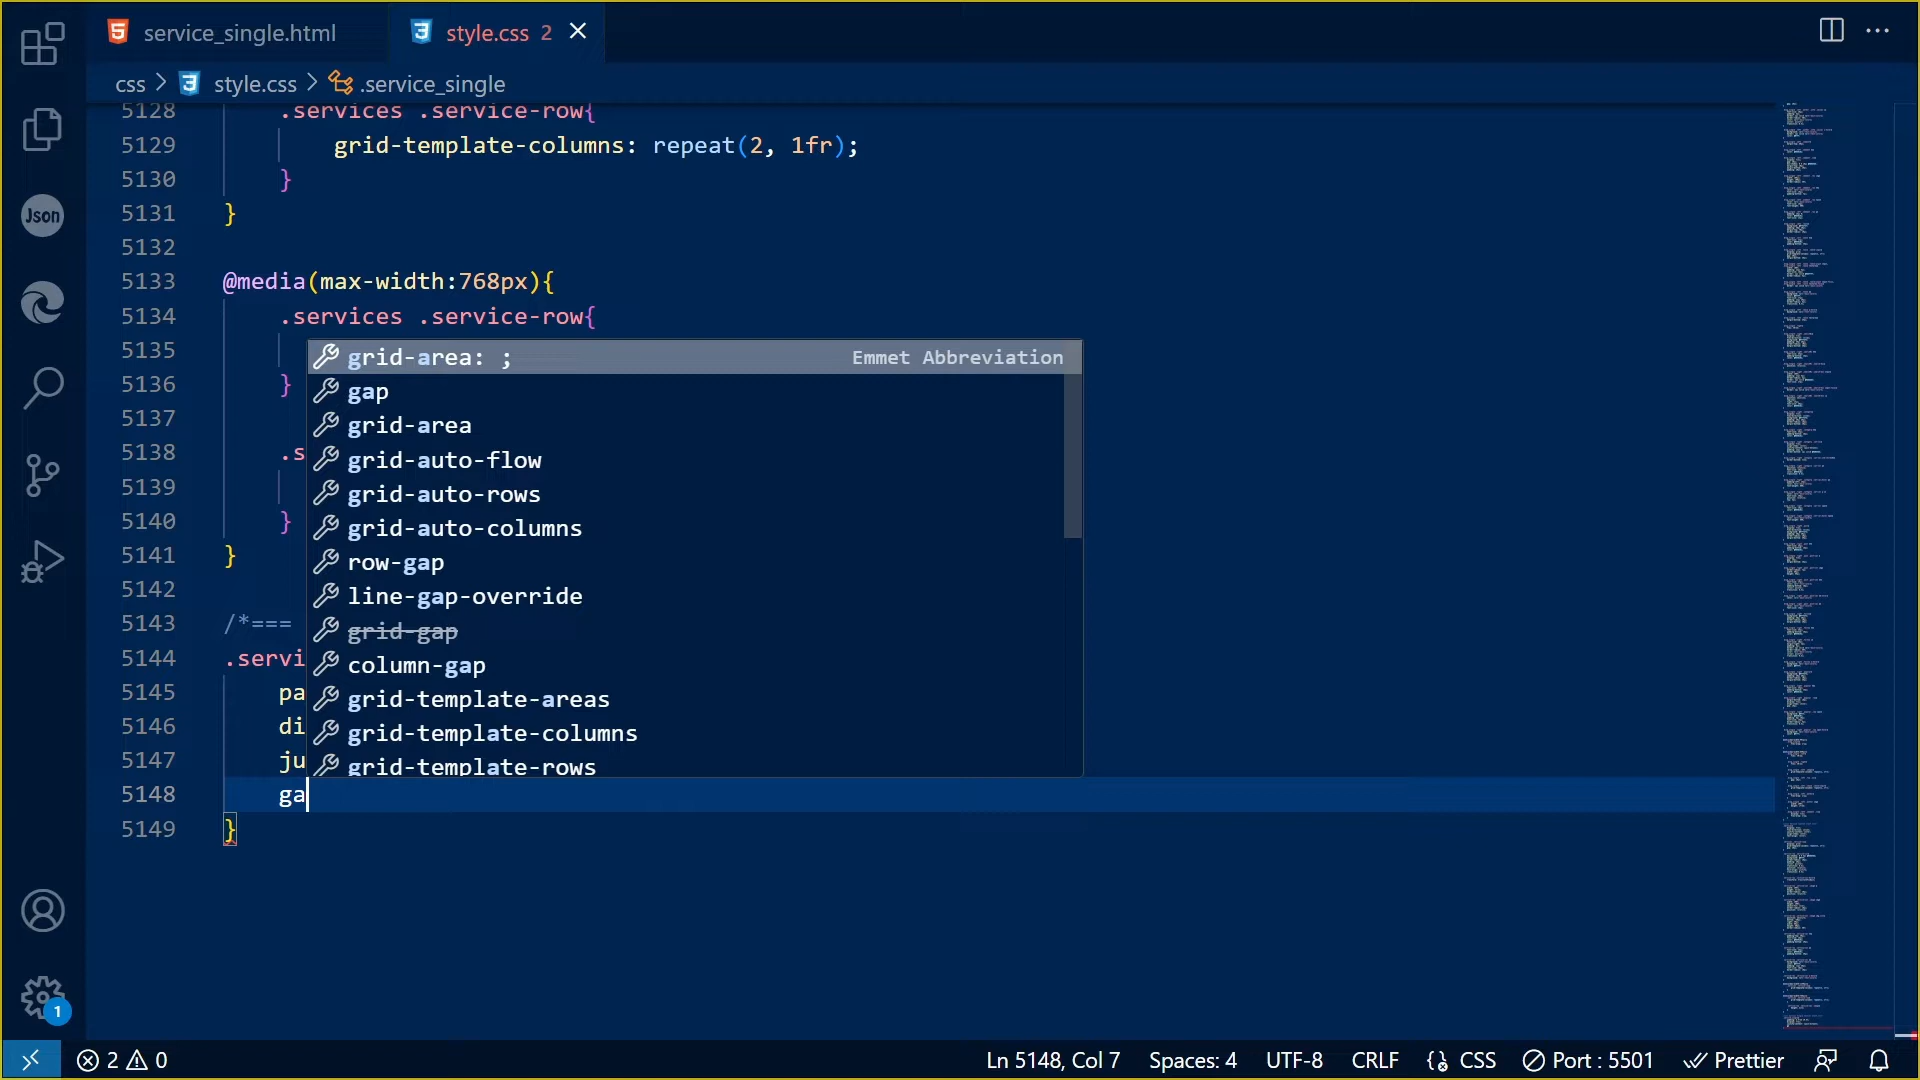 service_single.html
style.css 2
css > style.css > .service_single
Json
5128 .services .service-row{
5129 grid-template-columns: repeat(2, 1fr);
5130 }
5131 }
5132
5133 @media(max-width:768px){
5134 .services .service-row{
5135
5136 }
5137
5138 .s
5139
5140 }
5141 }
5142
5143 /*===
5144 .servi
5145 pa
5146 di
5147 ju
5148 ga
5149 }
grid-area: ; Emmet Abbreviation
gap
grid-area
grid-auto-flow
grid-auto-rows
grid-auto-columns
row-gap
line-gap-override
grid-gap
column-gap
grid-template-areas
grid-template-columns
grid-template-rows
1
2 0
Ln 5148, Col 7 Spaces: 4 UTF-8 CRLF CSS Port : 5501 Prettier